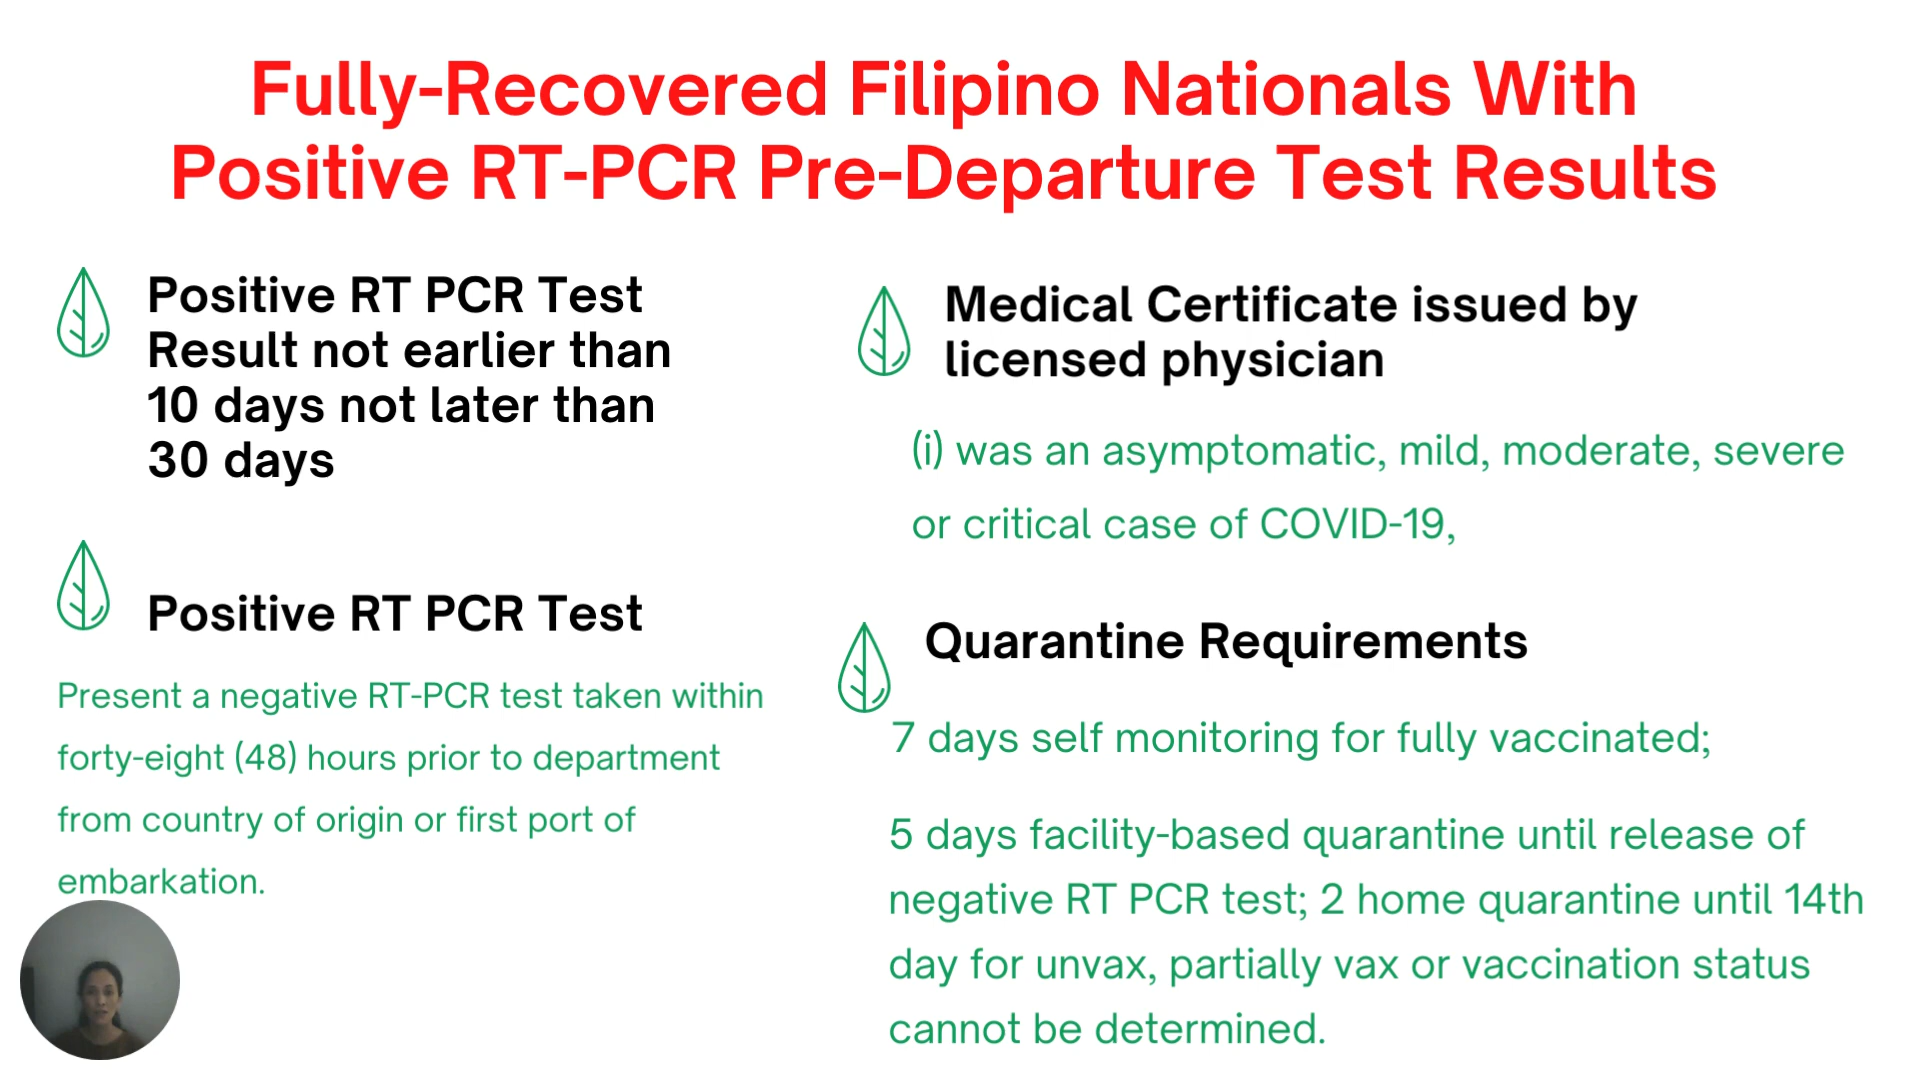 Fully-Recovered Filipino Nationals With
Positive RT-PCR Pre-Departure Test Results
Positive RT PCR Test
Result not earlier than
10 days not later than
30 days
Positive RT PCR Test
Present a negative RT-PCR test taken within
forty-eight (48) hours prior to department
from country of origin or first port of
embarkation.
Medical Certificate issued by
licensed physician
(i) was an asymptomatic, mild, moderate, severe
or critical case of COVID-19,
Quarantine Requirements
7 days self monitoring for fully vaccinated;
5 days facility-based quarantine until release of
negative RT PCR test; 2 home quarantine until 14th
day for unvax, partially vax or vaccination status
cannot be determined.